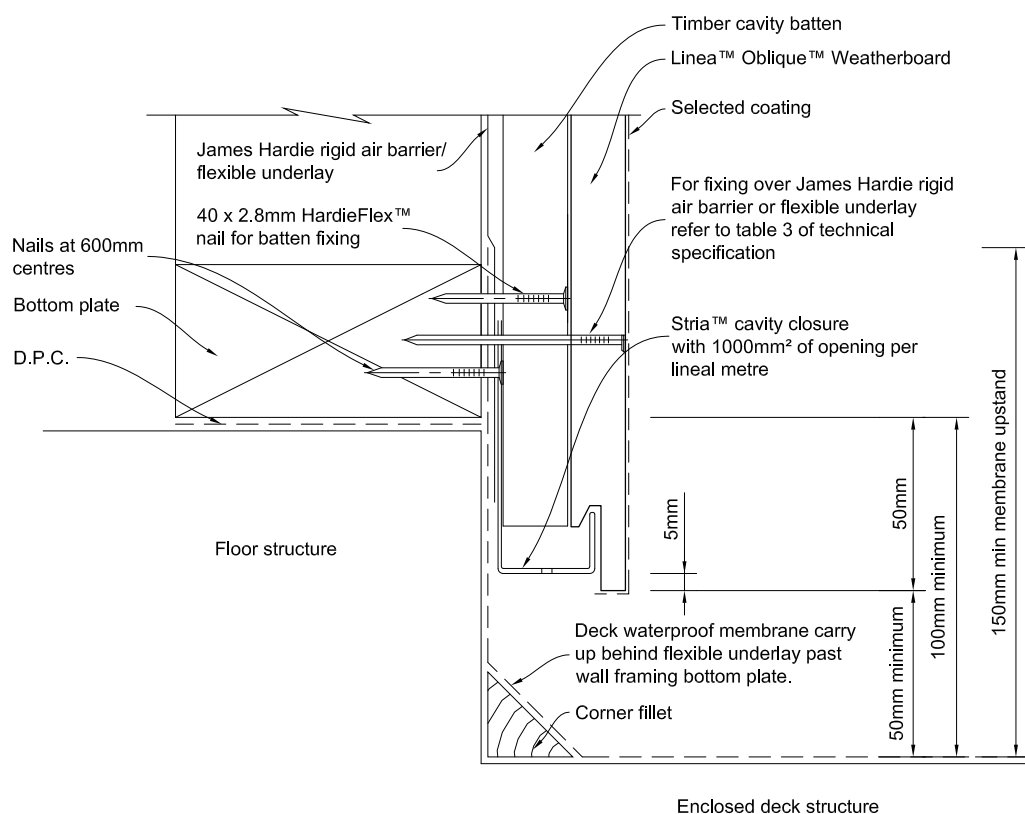 Timber cavity batten
Linea™ Oblique™ Weatherboard
Selected coating
James Hardie rigid air barrier/
flexible underlay
For fixing over James Hardie rigid
air barrier or flexible underlay
refer to table 3 of technical
specification
40 x 2.8mm HardieFlex™
nail for batten fixing
Nails at 600mm
centres
Bottom plate
Stria™ cavity closure
with 1000mm² of opening per
lineal metre
D.P.C.
5mm
50mm
50mm minimum
100mm minimum
150mm min membrane upstand
Floor structure
Deck waterproof membrane carry
up behind flexible underlay past
wall framing bottom plate.
Corner fillet
Enclosed deck structure